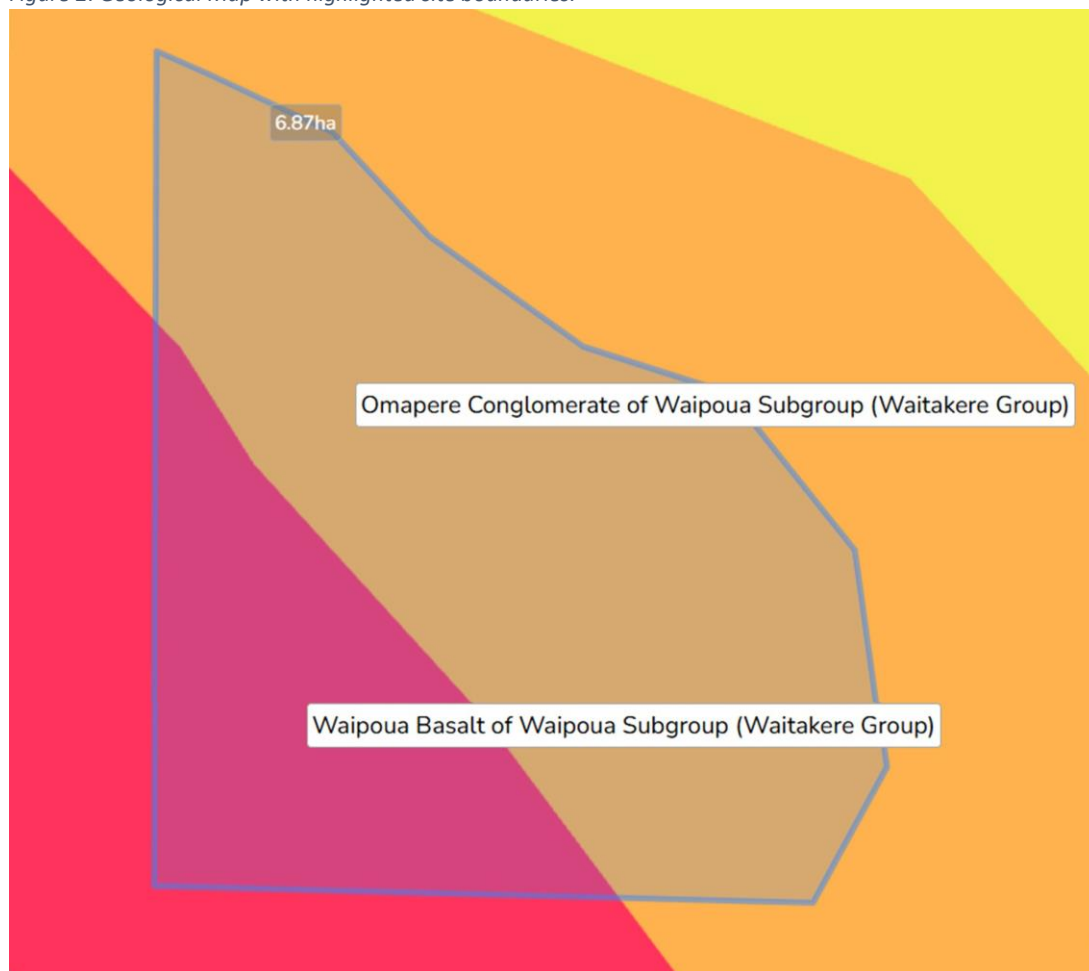 Figure 2: Geological map with highlighted site boundaries.
6.87ha
Omapere Conglomerate of Waipoua Subgroup (Waitakere Group)
Waipoua Basalt of Waipoua Subgroup (Waitakere Group)